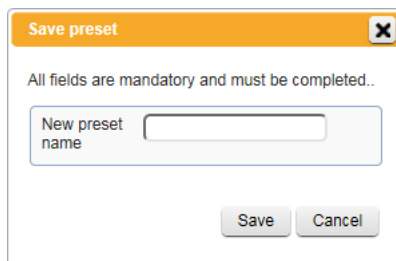 Save preset
All fields are mandatory and must be completed..
New preset
name
Save Cancel